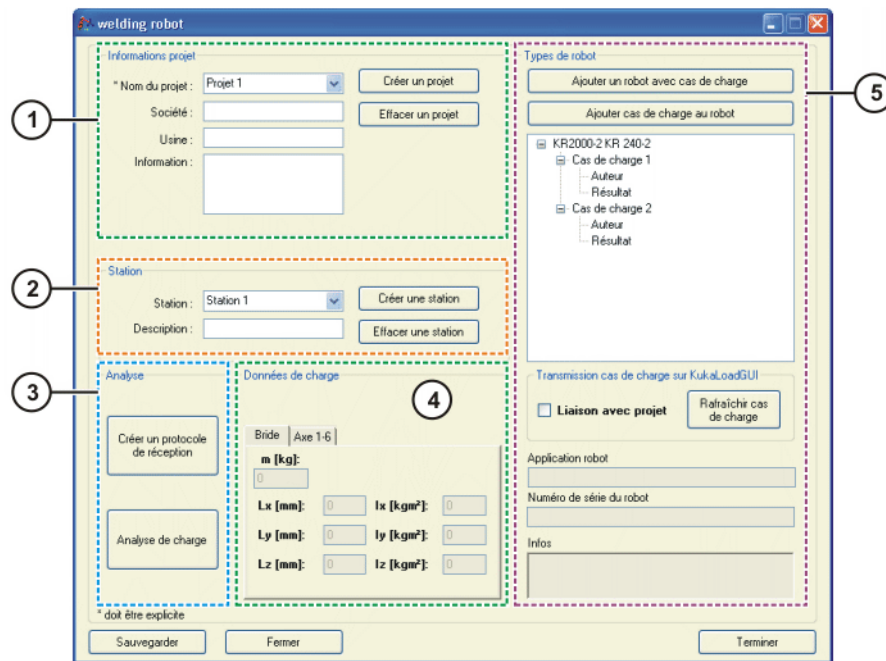 welding robot
Informations projet
* Nom du projet :
Projet 1
Créer un projet
Société :
Effacer un projet
Usine :
Information :
1
Station
Station :
Station 1
Créer une station
Description :
Effacer une station
2
Analyse
Créer un protocole
de réception
Analyse de charge
3
Données de charge
4
Bride
Axe 1-6
m [kg]:
0
Lx [mm]: 0 Ix [kgm²]: 0
Ly [mm]: 0 Iy [kgm²]: 0
Lz [mm]: 0 Iz [kgm²]: 0
Types de robot
Ajouter un robot avec cas de charge
5
Ajouter cas de charge au robot
KR2000-2 KR 240-2
Cas de charge 1
Auteur
Résultat
Cas de charge 2
Auteur
Résultat
Transmission cas de charge sur KukaLoadGUI
Liaison avec projet
Rafraîchir cas
de charge
Application robot
Numéro de série du robot
Infos
* doit être explicite
Sauvegarder
Fermer
Terminer